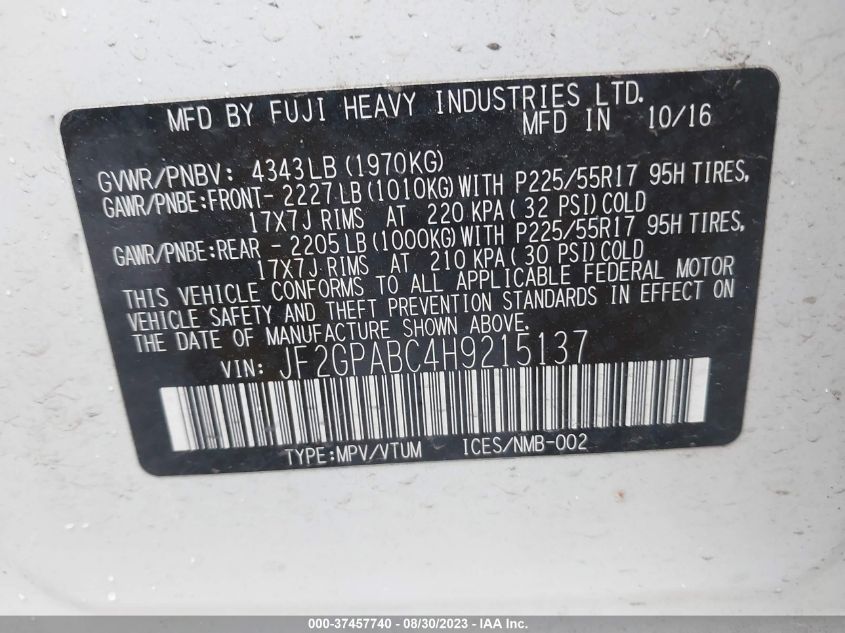 MFD BY FUJI HEAVY INDUSTRIES LTD.
MFD IN 10/16
GVWR/PNBV: 4343LB (1970KG)
GAWR/PNBE:FRONT- 2227LB (1010KG) WITH P225/55R17 95H TIRES,
17X7J RIMS AT 220 KPA( 32 PSI) COLD
GAWR/PNBE:REAR - 2205LB (1000KG) WITH P225/55R17 95H TIRES,
17X7J RIMS AT 210 KPA( 30 PSI) COLD
THIS VEHICLE CONFORMS TO ALL APPLICABLE FEDERAL MOTOR
VEHICLE SAFETY AND THEFT PREVENTION STANDARDS IN EFFECT ON
THE DATE OF MANUFACTURE SHOWN ABOVE.
VIN: JF2GPABC4H9215137
TYPE:MPV/VTUM ICES/NMB-002
000-37457740 - 08/30/2023 - IAA Inc.